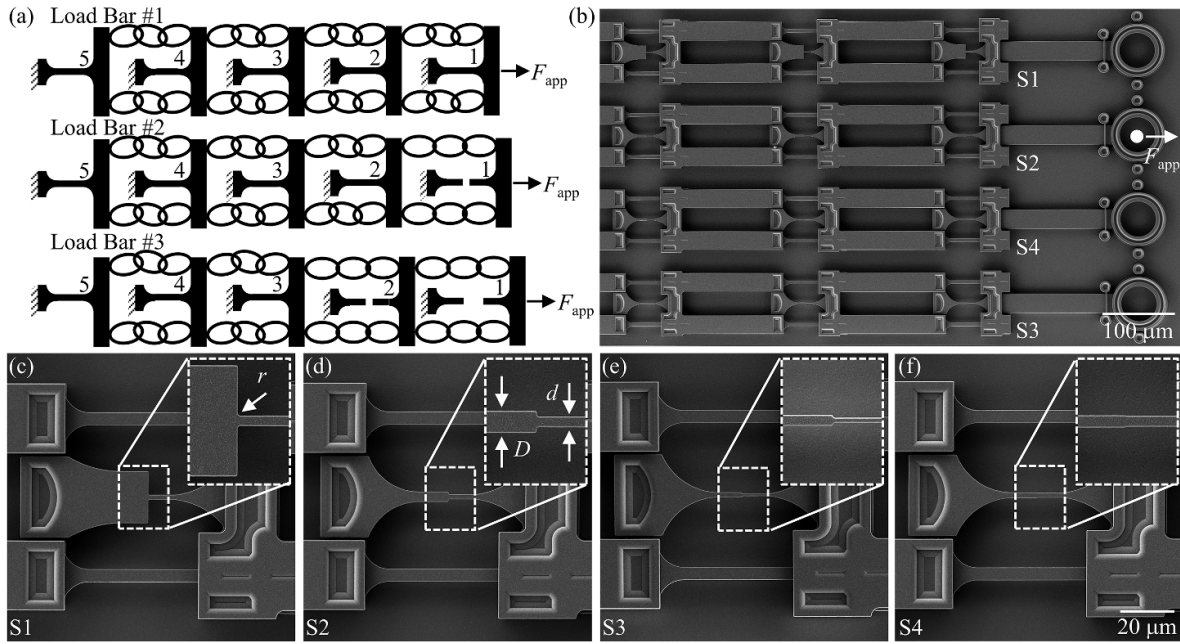 (a)
Load Bar #1
5 4 3 2 1
F_app
Load Bar #2
5 4 3 2 1
F_app
Load Bar #3
5 4 3 2 1
F_app
(b)
S1
S2
F_app
S4
S3
100 μm
(c)
r
S1
(d)
d
D
S2
(e)
S3
(f)
20 μm
S4